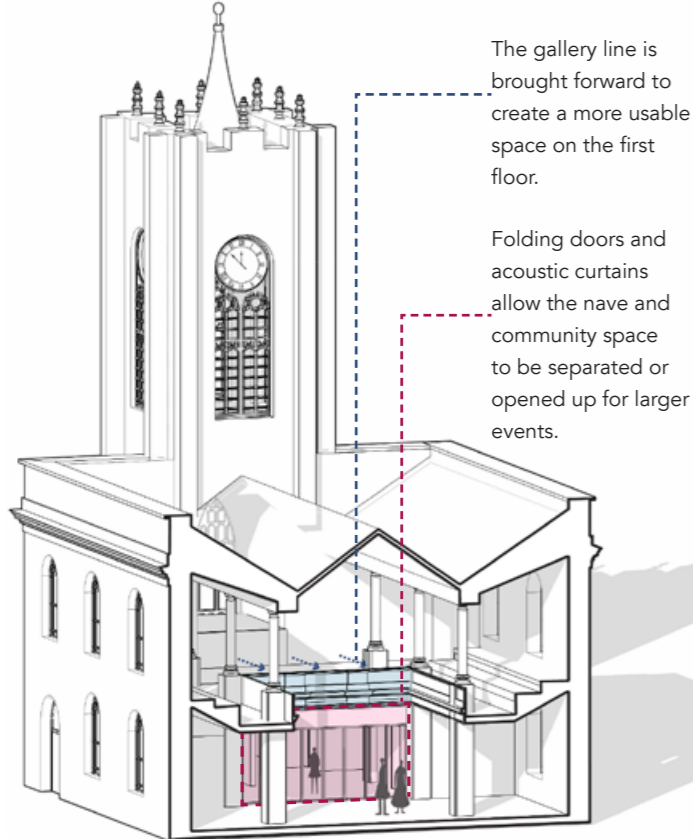 The gallery line is
brought forward to
create a more usable
space on the first
floor.
Folding doors and
acoustic curtains
allow the nave and
community space
to be separated or
opened up for larger
events.